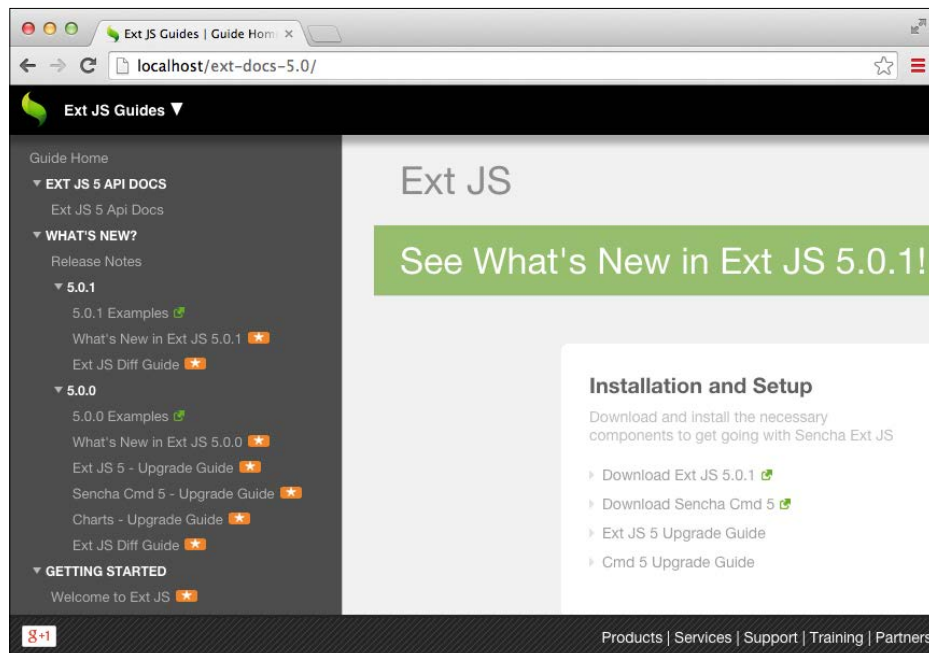 Ext JS Guides | Guide Hom
localhost/ext-docs-5.0/
Ext JS Guides
Guide Home
EXT JS 5 API DOCS
Ext JS 5 Api Docs
WHAT'S NEW?
Release Notes
5.0.1
5.0.1 Examples
What's New in Ext JS 5.0.1
Ext JS Diff Guide
5.0.0
5.0.0 Examples
What's New in Ext JS 5.0.0
Ext JS 5 - Upgrade Guide
Sencha Cmd 5 - Upgrade Guide
Charts - Upgrade Guide
Ext JS Diff Guide
GETTING STARTED
Welcome to Ext JS
Ext JS
See What's New in Ext JS 5.0.1!
Installation and Setup
Download and install the necessary
components to get going with Sencha Ext JS
Download Ext JS 5.0.1
Download Sencha Cmd 5
Ext JS 5 Upgrade Guide
Cmd 5 Upgrade Guide
g+1
Products | Services | Support | Training | Partners